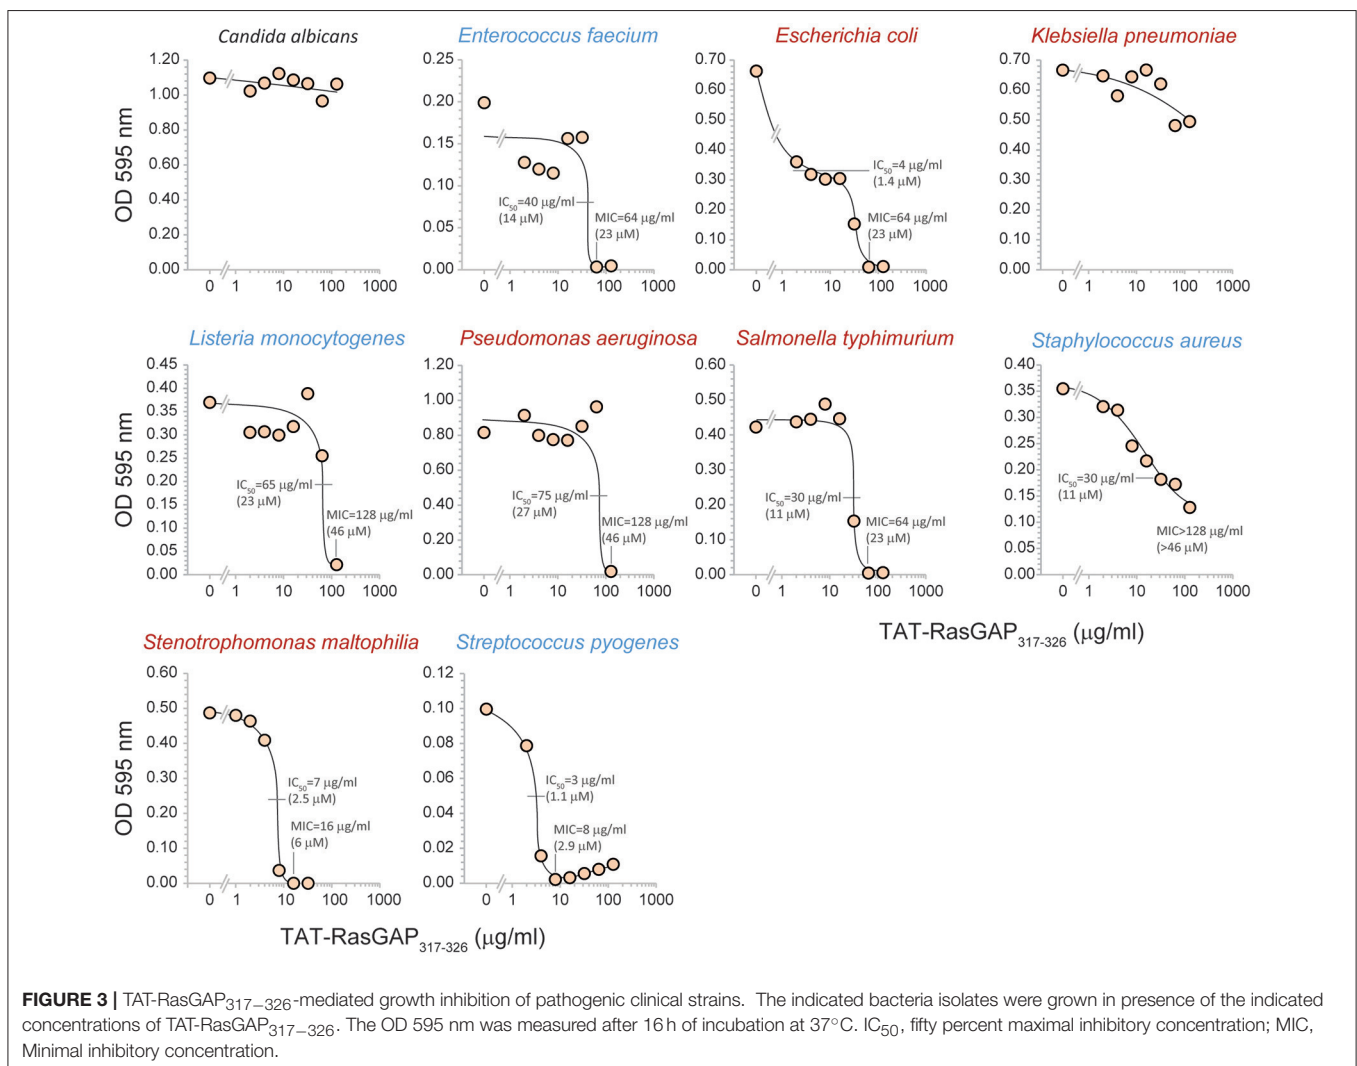 Candida albicans
OD 595 nm
1.20
1.00
0.80
0.60
0.40
0.20
0.00
0 1 10 100 1000
Enterococcus faecium
0.25
0.20
0.15
0.10
0.05
0.00
IC50=40 µg/ml
(14 µM)
MIC=64 µg/ml
(23 µM)
0 1 10 100 1000
Escherichia coli
0.70
0.60
0.50
0.40
0.30
0.20
0.10
0.00
IC50=4 µg/ml
(1.4 µM)
MIC=64 µg/ml
(23 µM)
0 1 10 100 1000
Klebsiella pneumoniae
0.70
0.60
0.50
0.40
0.30
0.20
0.10
0.00
0 1 10 100 1000
Listeria monocytogenes
OD 595 nm
0.45
0.40
0.35
0.30
0.25
0.20
0.15
0.10
0.05
0.00
IC50=65 µg/ml
(23 µM)
MIC=128 µg/ml
(46 µM)
0 1 10 100 1000
Pseudomonas aeruginosa
1.20
1.00
0.80
0.60
0.40
0.20
0.00
IC50=75 µg/ml
(27 µM)
MIC=128 µg/ml
(46 µM)
0 1 10 100 1000
Salmonella typhimurium
0.60
0.50
0.40
0.30
0.20
0.10
0.00
IC50=30 µg/ml
(11 µM)
MIC=64 µg/ml
(23 µM)
0 1 10 100 1000
Staphylococcus aureus
0.40
0.35
0.30
0.25
0.20
0.15
0.10
0.05
0.00
IC50=30 µg/ml
(11 µM)
MIC>128 µg/ml
(>46 µM)
0 1 10 100 1000
TAT-RasGAP317-326 (µg/ml)
Stenotrophomonas maltophilia
OD 595 nm
0.60
0.50
0.40
0.30
0.20
0.10
0.00
IC50=7 µg/ml
(2.5 µM)
MIC=16 µg/ml
(6 µM)
0 1 10 100 1000
Streptococcus pyogenes
0.12
0.10
0.08
0.06
0.04
0.02
0.00
IC50=3 µg/ml
(1.1 µM)
MIC=8 µg/ml
(2.9 µM)
0 1 10 100 1000
TAT-RasGAP317-326 (µg/ml)
FIGURE 3 | TAT-RasGAP317–326-mediated growth inhibition of pathogenic clinical strains. The indicated bacteria isolates were grown in presence of the indicated
concentrations of TAT-RasGAP317–326. The OD 595 nm was measured after 16 h of incubation at 37°C. IC50, fifty percent maximal inhibitory concentration; MIC,
Minimal inhibitory concentration.